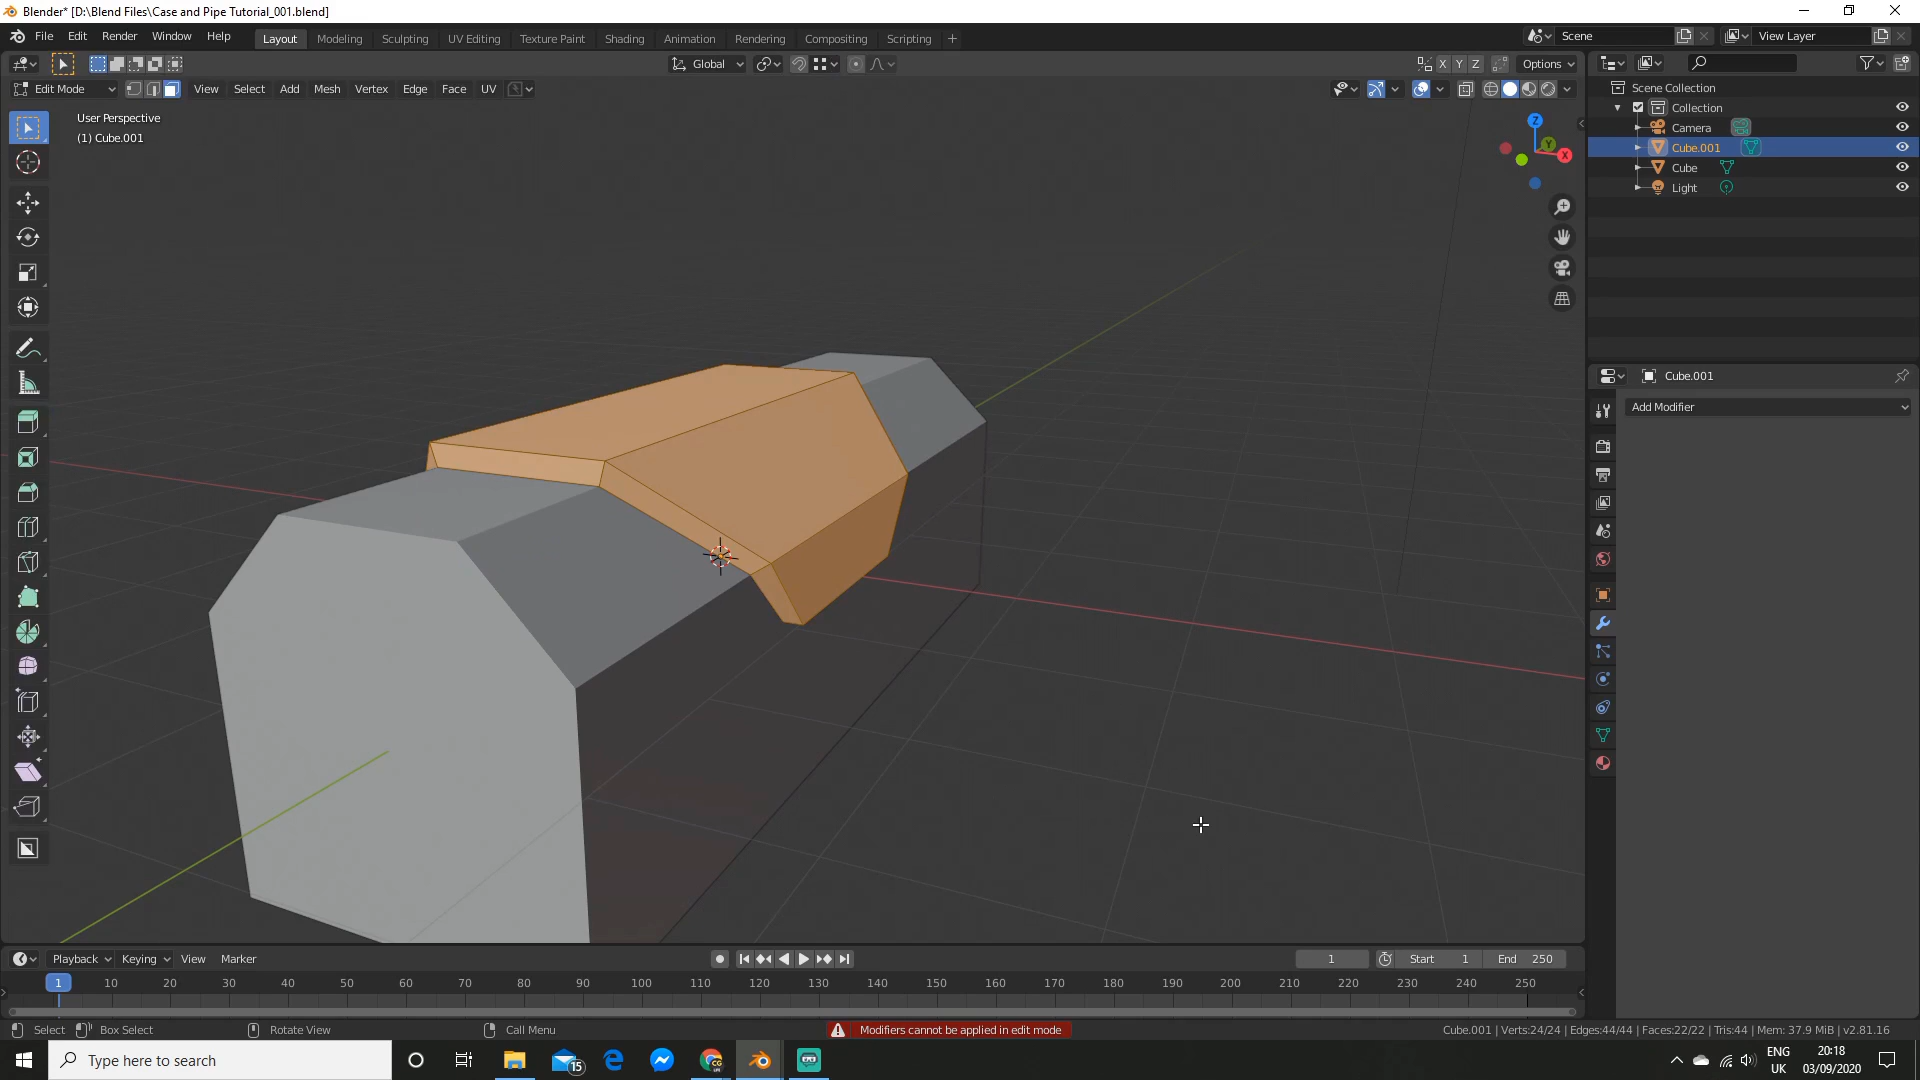 Blender* [D:\Blend Files\Case and Pipe Tutorial_001.blend]
File Edit Render Window Help Layout Modeling Sculpting UV Editing Texture Paint Shading Animation Rendering Compositing Scripting + Scene View Layer
Global X Y Z Options
Edit Mode View Select Add Mesh Vertex Edge Face UV
User Perspective
(1) Cube.001
Z
Y
X
Scene Collection
Collection
Camera
Cube.001
Cube
Light
Cube.001
Add Modifier
Playback Keying View Marker 1 Start 1 End 250
1 10 20 30 40 50 60 70 80 90 100 110 120 130 140 150 160 170 180 190 200 210 220 230 240 250
Select Box Select Rotate View Call Menu Modifiers cannot be applied in edit mode Cube.001 | Verts:24/24 | Edges:44/44 | Faces:22/22 | Tris:44 | Mem: 37.9 MiB | v2.81.16
Type here to search 15 ENG UK 20:18 03/09/2020